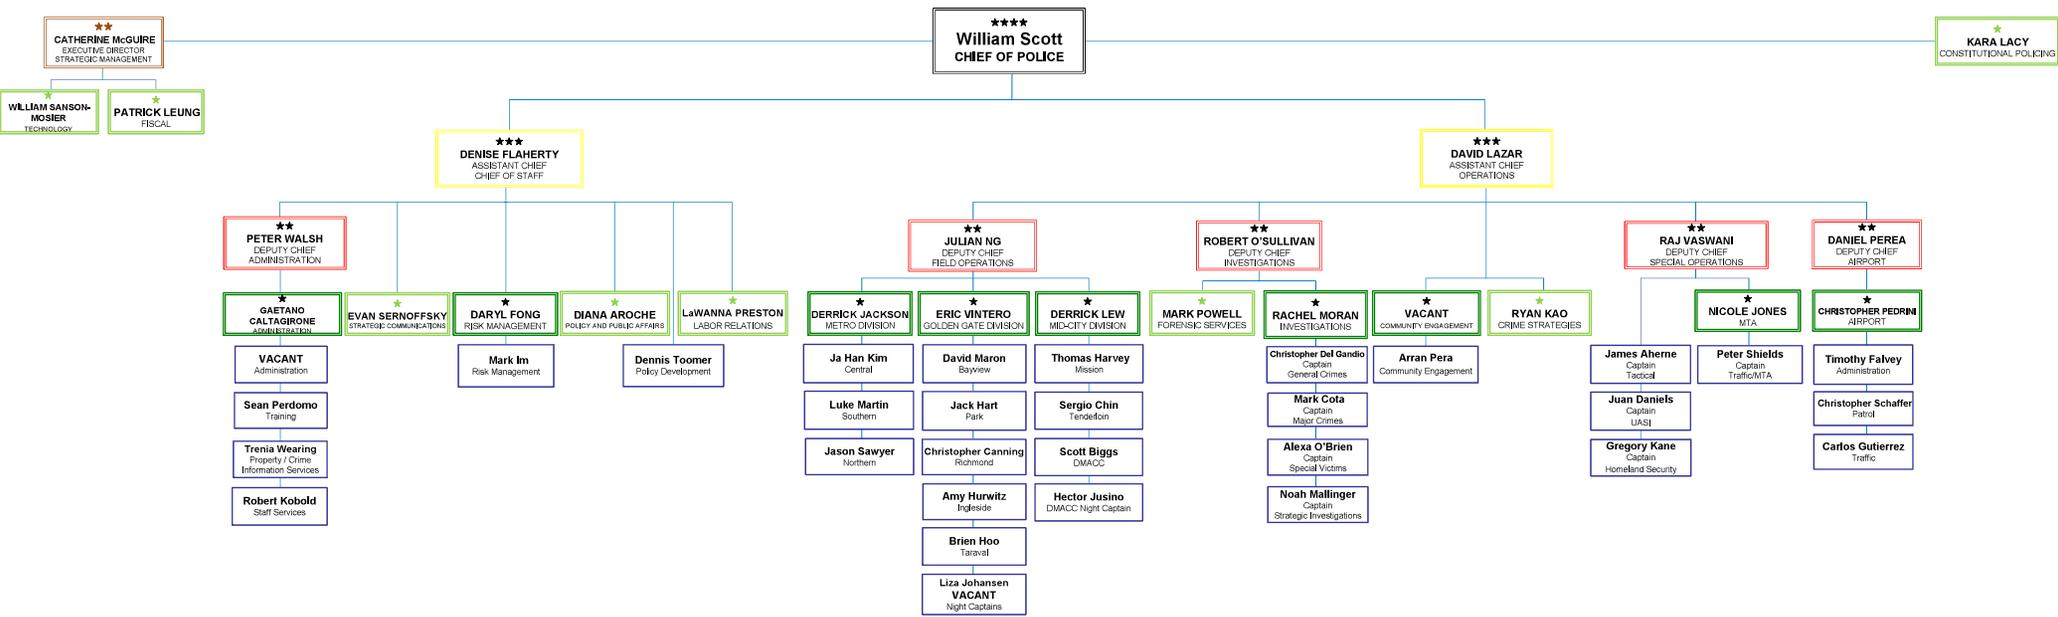 CATHERINE McGUIRE
EXECUTIVE DIRECTOR
STRATEGIC MANAGEMENT
William Scott
CHIEF OF POLICE
KARA LACY
CONSTITUTIONAL POLICING
WILLIAM SANSON-
MOSIER
TECHNOLOGY
PATRICK LEUNG
FISCAL
DENISE FLAHERTY
ASSISTANT CHIEF
CHIEF OF STAFF
DAVID LAZAR
ASSISTANT CHIEF
OPERATIONS
PETER WALSH
DEPUTY CHIEF
ADMINISTRATION
JULIAN NG
DEPUTY CHIEF
FIELD OPERATIONS
ROBERT O'SULLIVAN
DEPUTY CHIEF
INVESTIGATIONS
RAJ VASWANI
DEPUTY CHIEF
SPECIAL OPERATIONS
DANIEL PEREA
DEPUTY CHIEF
AIRPORT
GAETANO
CALTAGIRONE
ADMINISTRATION
EVAN SERNOFFSKY
STRATEGIC COMMUNICATIONS
DARYL FONG
RISK MANAGEMENT
DIANA AROCHE
POLICY AND PUBLIC AFFAIRS
LaWANNA PRESTON
LABOR RELATIONS
DERRICK JACKSON
METRO DIVISION
ERIC VINTERO
GOLDEN GATE DIVISION
DERRICK LEW
MID-CITY DIVISION
MARK POWELL
FORENSIC SERVICES
RACHEL MORAN
INVESTIGATIONS
VACANT
COMMUNITY ENGAGEMENT
RYAN KAO
CRIME STRATEGIES
NICOLE JONES
MTA
CHRISTOPHER PEDRINI
AIRPORT
VACANT
Administration
Sean Perdomo
Training
Trenia Wearing
Property / Crime
Information Services
Robert Kobold
Staff Services
Mark Im
Risk Management
Dennis Toomer
Policy Development
Ja Han Kim
Central
Luke Martin
Southern
Jason Sawyer
Northern
David Maron
Bayview
Jack Hart
Park
Christopher Canning
Richmond
Amy Hurwitz
Ingleside
Brien Hoo
Taraval
Liza Johansen
VACANT
Night Captains
Thomas Harvey
Mission
Sergio Chin
Tenderloin
Scott Biggs
DMACC
Hector Jusino
DMACC Night Captain
Christopher Del Gandio
Captain
General Crimes
Mark Cota
Captain
Major Crimes
Alexa O'Brien
Captain
Special Victims
Noah Mallinger
Captain
Strategic Investigations
Arran Pera
Community Engagement
James Aherne
Captain
Tactical
Juan Daniels
Captain
UASI
Gregory Kane
Captain
Homeland Security
Peter Shields
Captain
Traffic/MTA
Timothy Falvey
Administration
Christopher Schaffer
Patrol
Carlos Gutierrez
Traffic